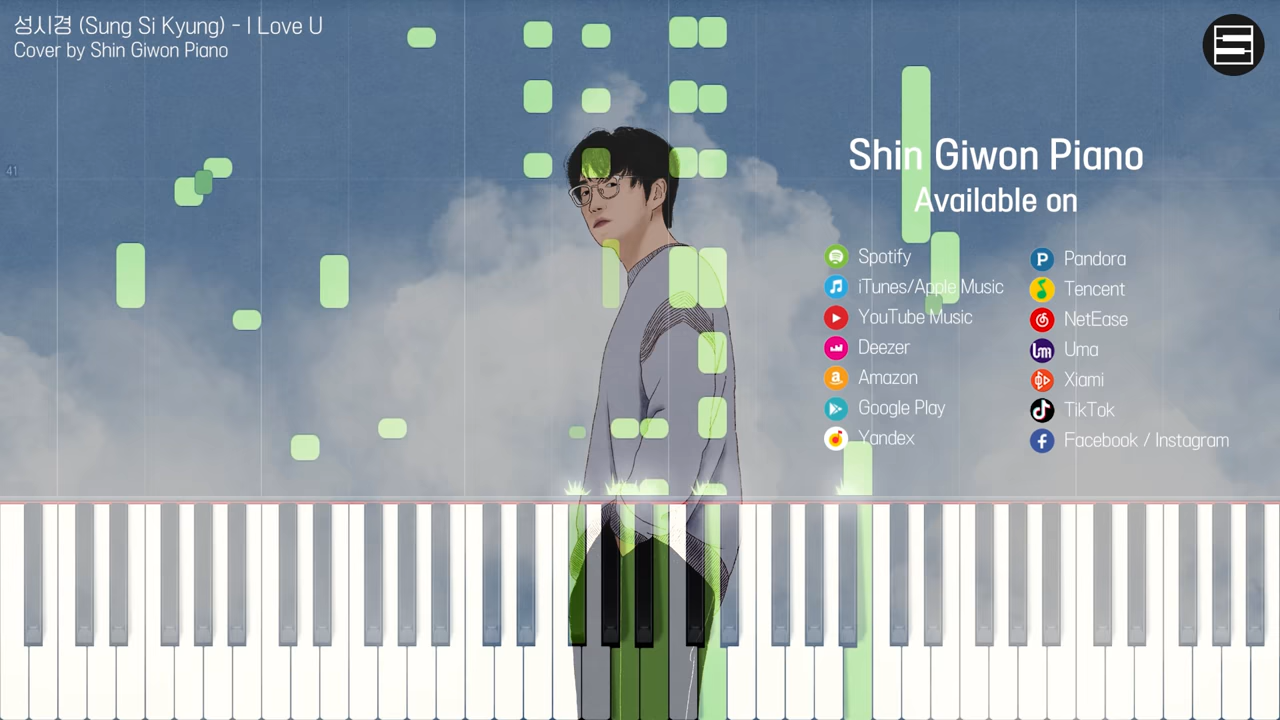 성시경 (Sung Si Kyung) - I Love U
Cover by Shin Giwon Piano
41
Shin Giwon Piano
Available on
Spotify
iTunes/Apple Music
YouTube Music
Deezer
Amazon
Google Play
Yandex
Pandora
Tencent
NetEase
Uma
Xiami
TikTok
Facebook / Instagram